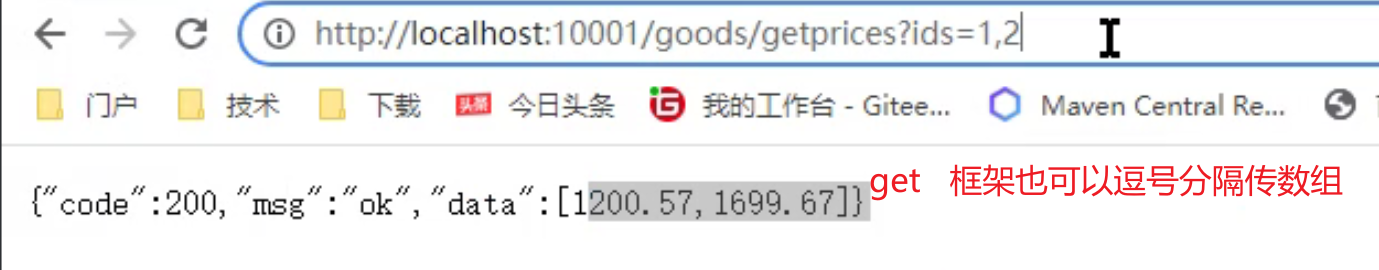 http://localhost:10001/goods/getprices?ids=1,2
门户 技术 下载 头条 今日头条 G 我的工作台 - Gitee... Maven Central Re...
{"code":200,"msg":"ok","data":[1200.57,1699.67]}get 框架也可以逗号分隔传数组